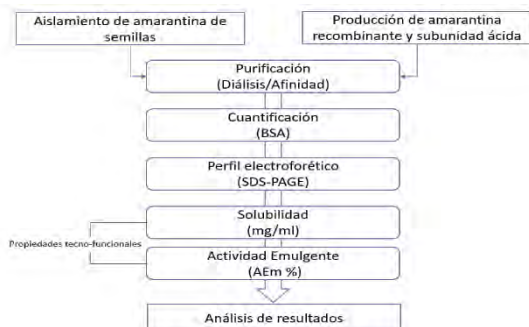 Aislamiento de amarantina de
semillas
Producción de amarantina
recombinante y subunidad ácida
Purificación
(Diálisis/Afinidad)
Cuantificación
(BSA)
Perfil electroforético
(SDS-PAGE)
Solubilidad
(mg/ml)
Propiedades tecno-funcionales
Actividad Emulgente
(AEm %)
Análisis de resultados